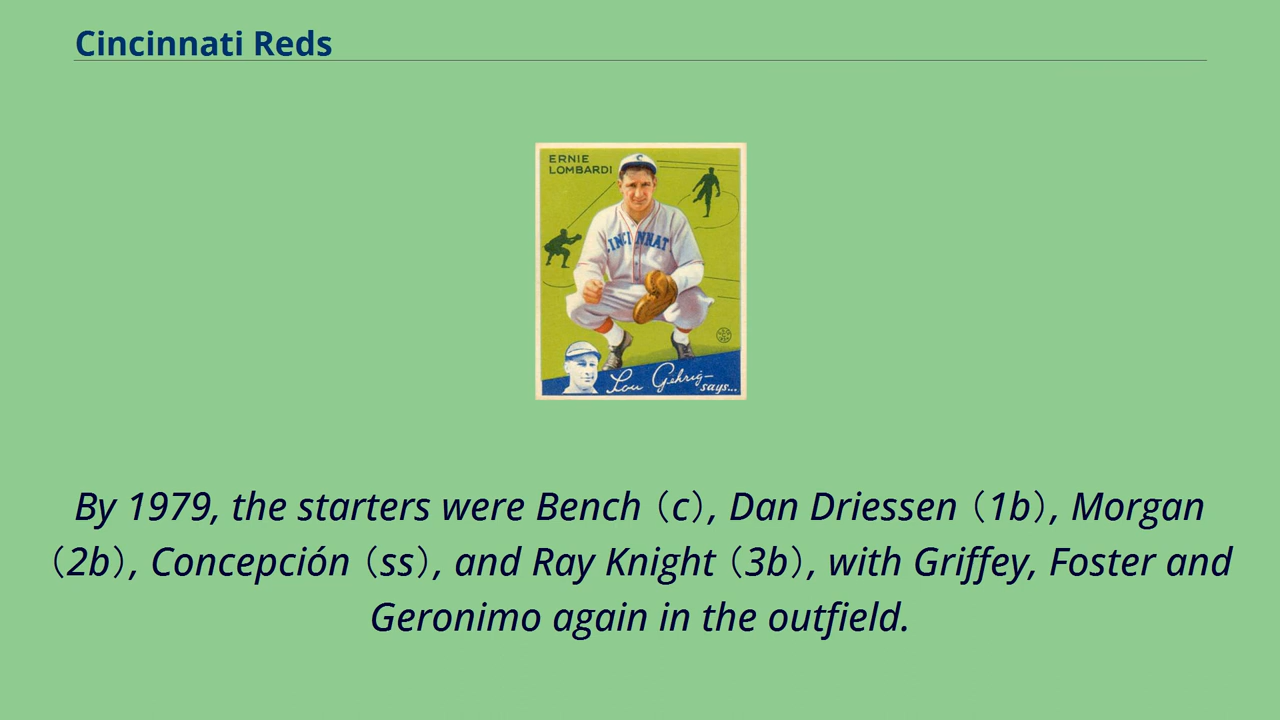 Cincinnati Reds
ERNIE
LOMBARDI
CINCINNATI
Lou Gehrig—
says...
By 1979, the starters were Bench (c), Dan Driessen (1b), Morgan
(2b), Concepción (ss), and Ray Knight (3b), with Griffey, Foster and
Geronimo again in the outfield.